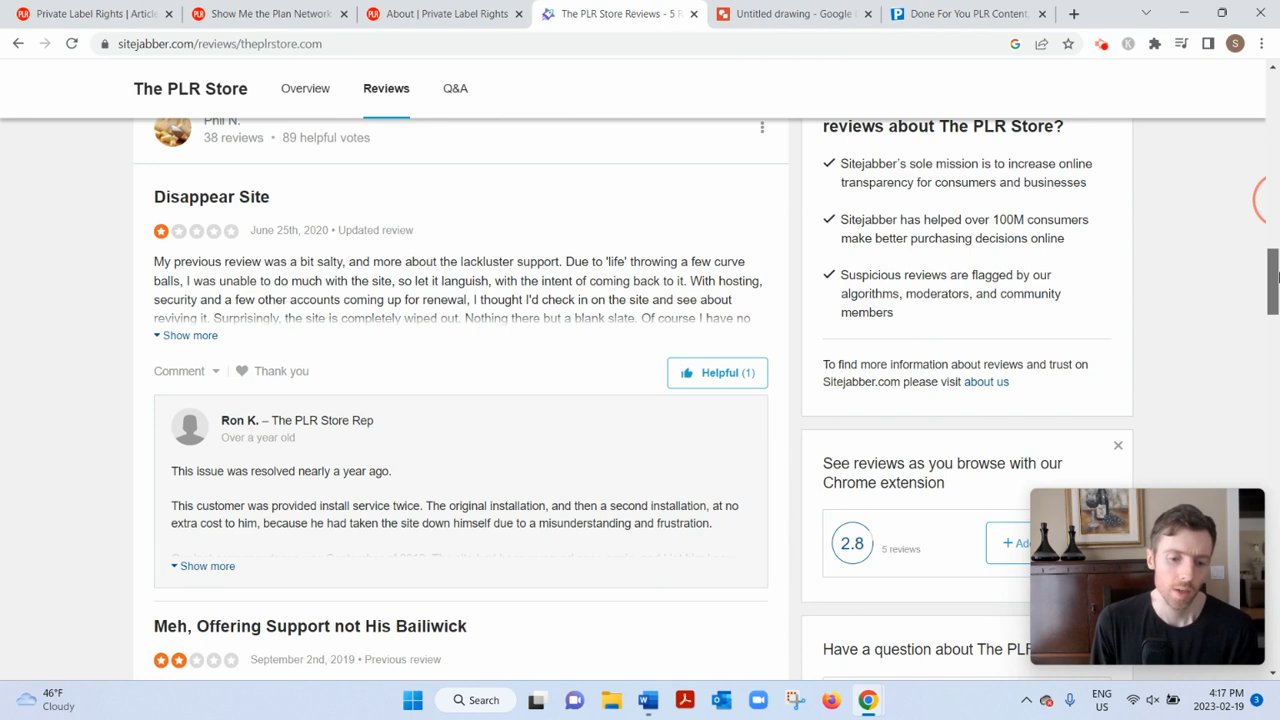 Private Label Rights | Artic
Show Me the Plan Network
About | Private Label Rights
The PLR Store Reviews - 5 R
Untitled drawing - Google
Done For You PLR Content,
sitejabber.com/reviews/theplrstore.com
S
The PLR Store
Overview
Reviews
Q&A
Phil N.
38 reviews • 89 helpful votes
Disappear Site
June 25th, 2020 • Updated review
My previous review was a bit salty, and more about the lackluster support. Due to 'life' throwing a few curve
balls, I was unable to do much with the site, so let it languish, with the intent of coming back to it. With hosting,
security and a few other accounts coming up for renewal, I thought I'd check in on the site and see about
reviving it. Surprisingly, the site is completely wiped out. Nothing there but a blank slate. Of course I have no
Show more
Comment
Thank you
Helpful (1)
Ron K. – The PLR Store Rep
Over a year old
This issue was resolved nearly a year ago.
This customer was provided install service twice. The original installation, and then a second installation, at no
extra cost to him, because he had taken the site down himself due to a misunderstanding and frustration.
Show more
Meh, Offering Support not His Bailiwick
September 2nd, 2019 • Previous review
reviews about The PLR Store?
Sitejabber's sole mission is to increase online
transparency for consumers and businesses
Sitejabber has helped over 100M consumers
make better purchasing decisions online
Suspicious reviews are flagged by our
algorithms, moderators, and community
members
To find more information about reviews and trust on
Sitejabber.com please visit about us
See reviews as you browse with our
Chrome extension
2.8
5 reviews
+ Add
Have a question about The PLR
46°F
Cloudy
Search
ENG
US
4:17 PM
2023-02-19
3